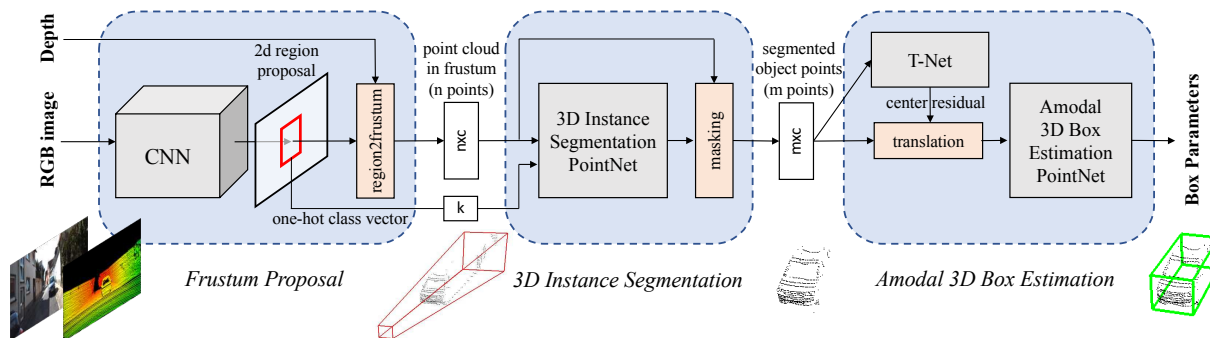 Depth
RGB image
CNN
2d region
proposal
region2frustum
one-hot class vector
Frustum Proposal
point cloud
in frustum
(n points)
nxc
k
3D Instance
Segmentation
PointNet
masking
3D Instance Segmentation
segmented
object points
(m points)
mxc
T-Net
center residual
translation
Amodal
3D Box
Estimation
PointNet
Amodal 3D Box Estimation
Box Parameters